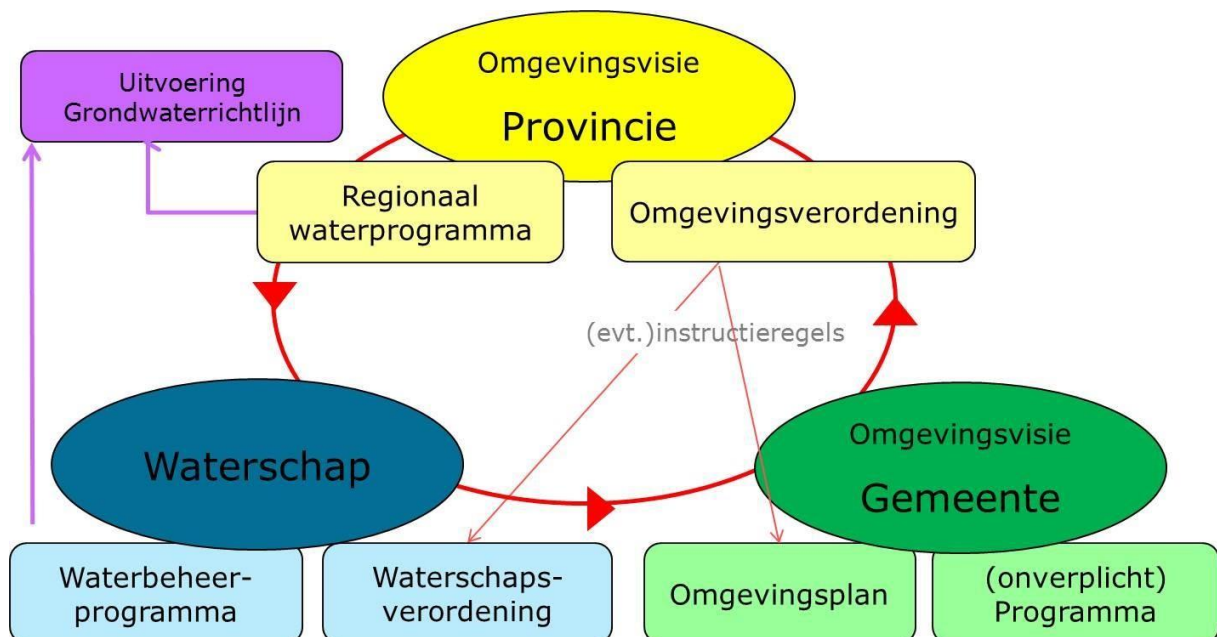 Omgevingsvisie
Provincie
Uitvoering
Grondwaterrichtlijn
Regionaal
waterprogramma
Omgevingsverordening
(evt.)instructieregels
Waterschap
Omgevingsvisie
Gemeente
Waterbeheer-
programma
Waterschaps-
verordening
Omgevingsplan
(onverplicht)
Programma